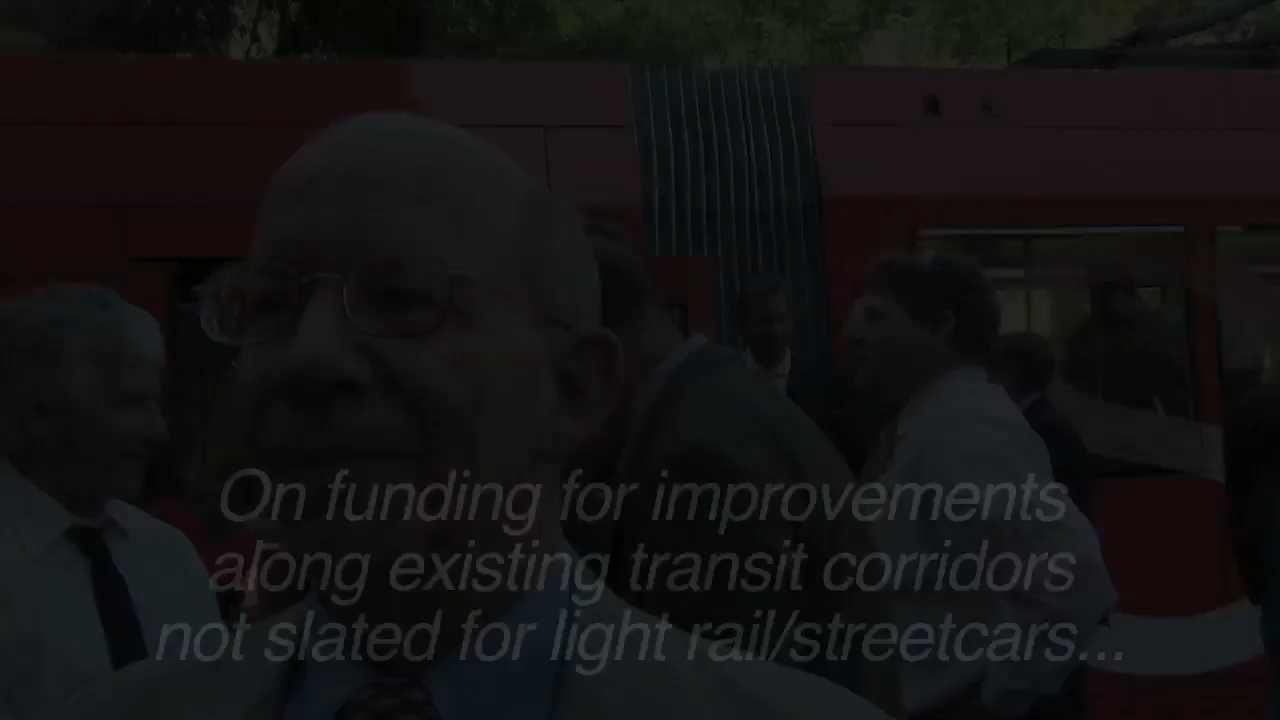 On funding for improvements
along existing transit corridors
not slated for light rail/streetcars...